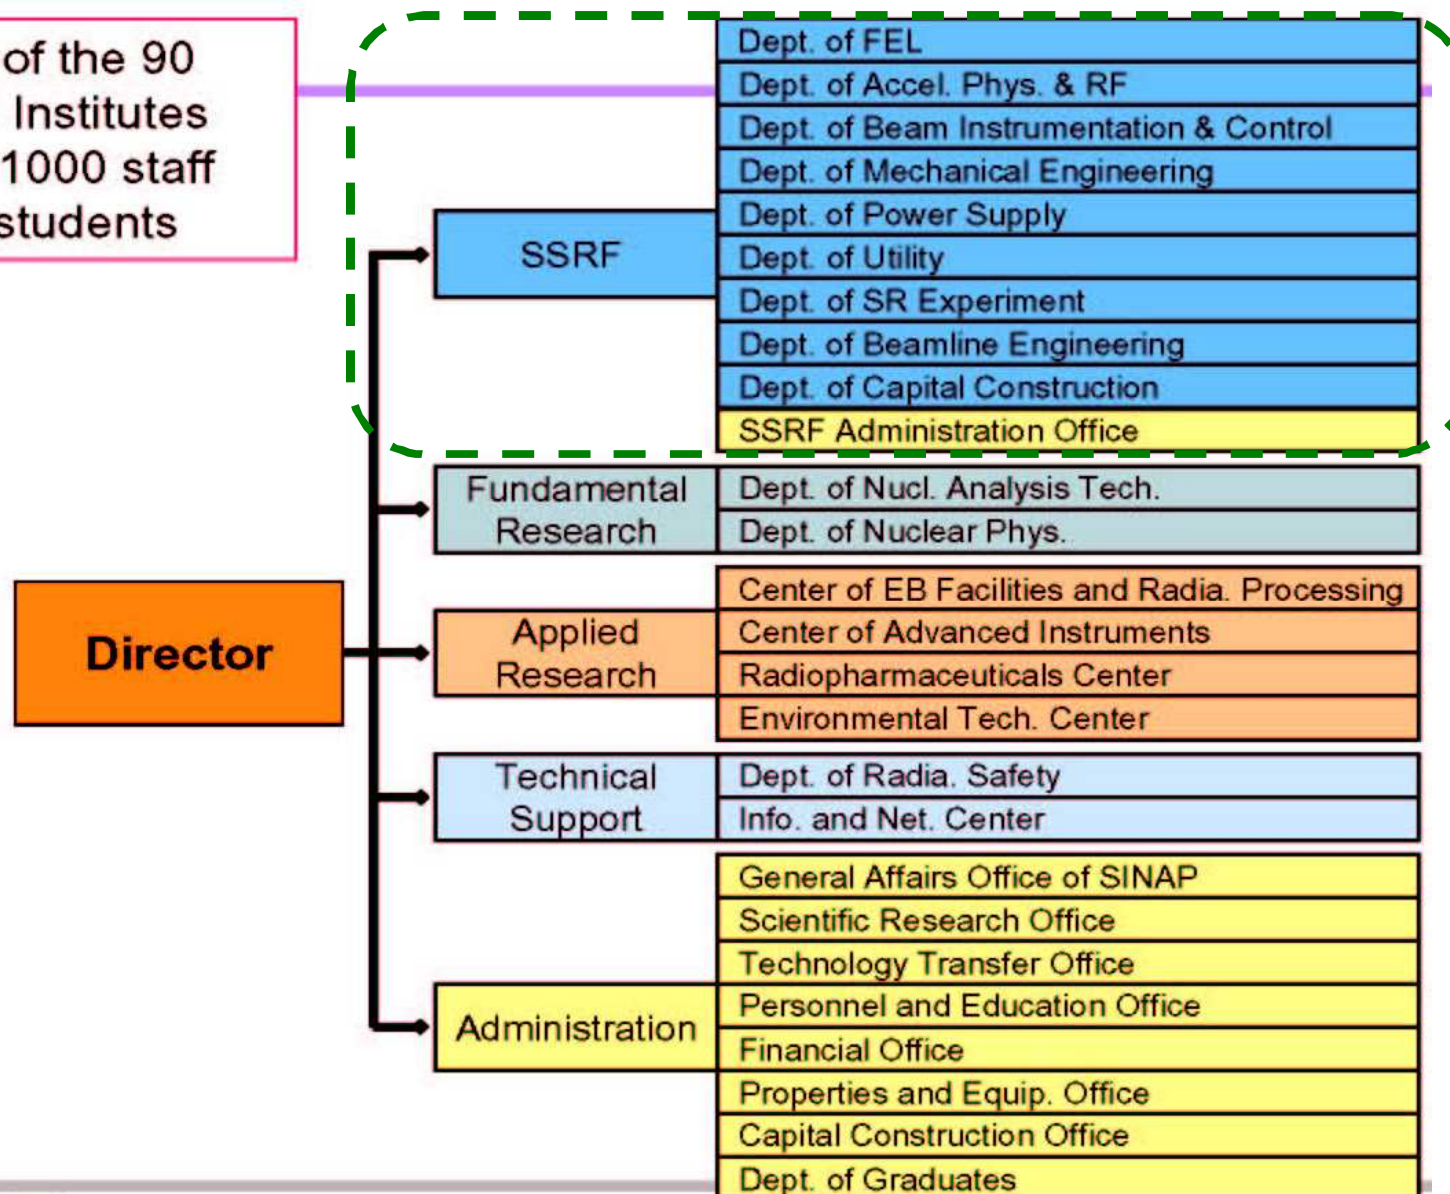 of the 90
Institutes
1000 staff
students
Dept. of FEL
Dept. of Accel. Phys. & RF
Dept. of Beam Instrumentation & Control
Dept. of Mechanical Engineering
Dept. of Power Supply
SSRF
Dept. of Utility
Dept. of SR Experiment
Dept. of Beamline Engineering
Dept. of Capital Construction
SSRF Administration Office
Fundamental
Research
Dept. of Nucl. Analysis Tech.
Dept. of Nuclear Phys.
Director
Applied
Research
Center of EB Facilities and Radia. Processing
Center of Advanced Instruments
Radiopharmaceuticals Center
Environmental Tech. Center
Technical
Support
Dept. of Radia. Safety
Info. and Net. Center
Administration
General Affairs Office of SINAP
Scientific Research Office
Technology Transfer Office
Personnel and Education Office
Financial Office
Properties and Equip. Office
Capital Construction Office
Dept. of Graduates